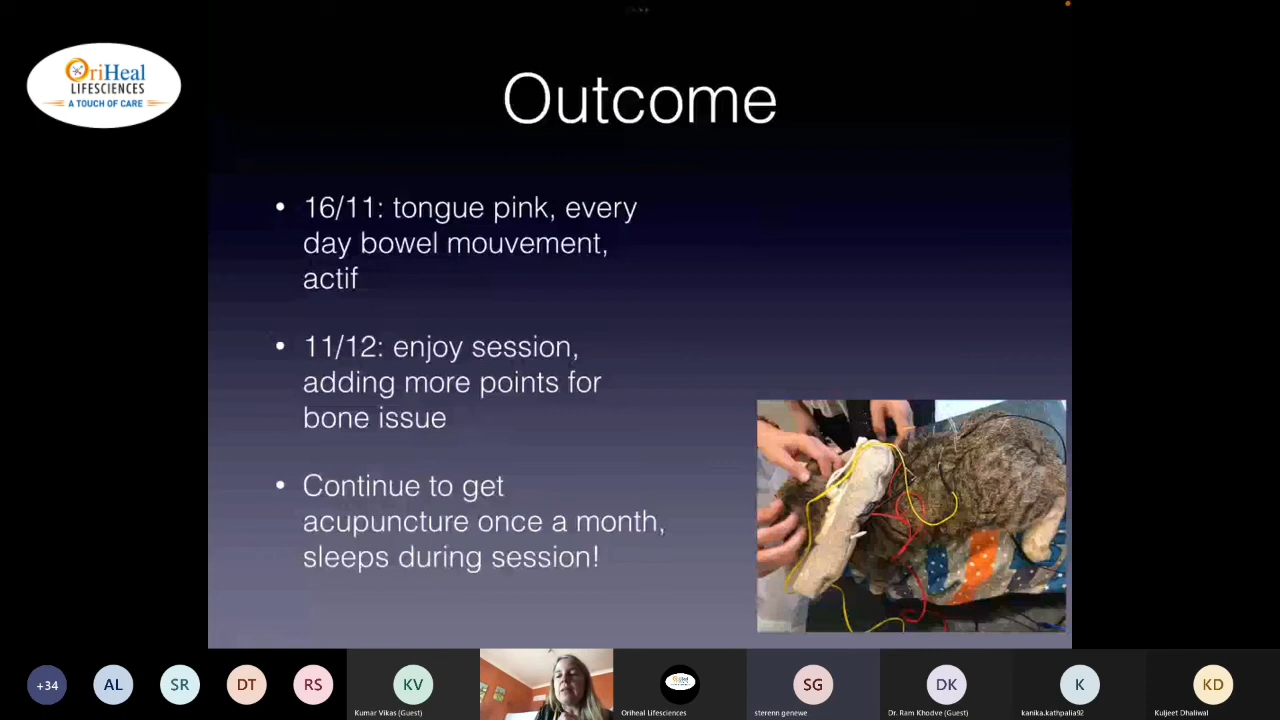 OriHeal
LIFESCIENCES
A TOUCH OF CARE
Outcome
• 16/11: tongue pink, every
day bowel mouvement,
actif
• 11/12: enjoy session,
adding more points for
bone issue
• Continue to get
acupuncture once a month,
sleeps during session!
+34
AL
SR
DT
RS
KV
SG
DK
K
KD
Kumar Vikas (Guest)
Oriheal Lifesciences
sterenn genewe
Dr. Ram Khodve (Guest)
kanika.kathpalia92
Kuljeet Dhaliwal